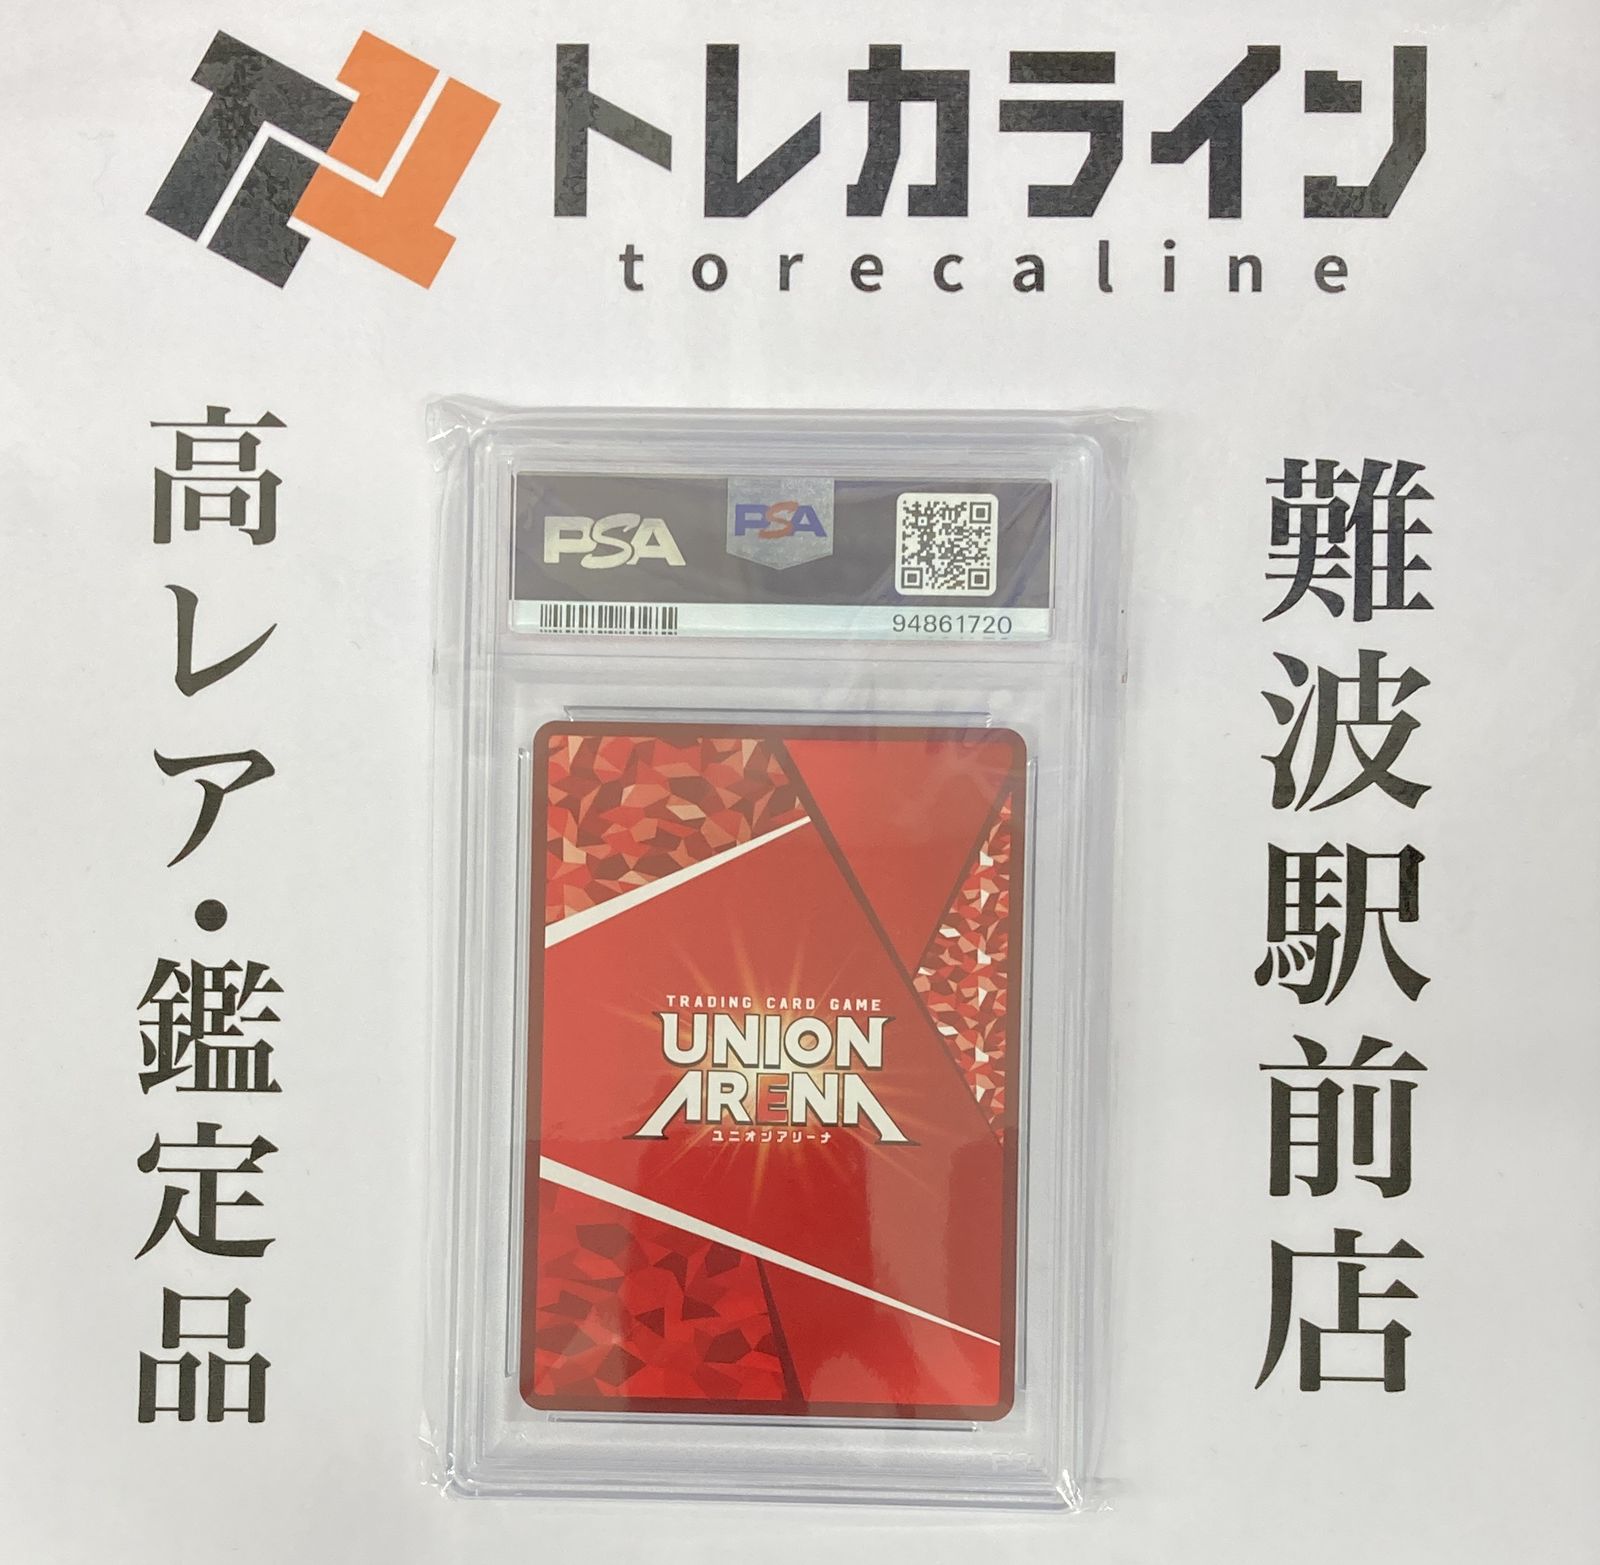 トレカライン
torecaline
高レア・鑑定品
難波駅前店
PSA
PSA
94861720
TRADING CARD GAME
UNION
ARENA
ユニオンアリーナ